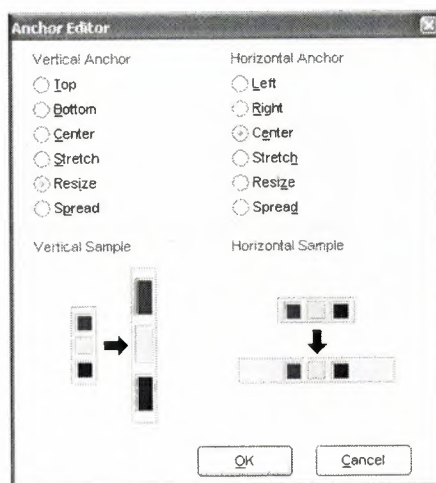 Anchor Editor
Vertical Anchor
Top
Bottom
Center
Stretch
Resize
Spread
Horizontal Anchor
Left
Right
Center
Stretch
Resize
Spread
Vertical Sample
Horizontal Sample
OK
Cancel